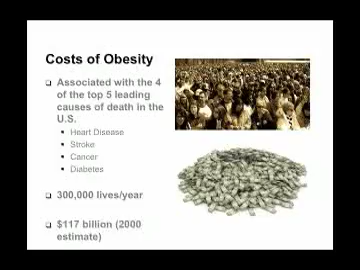 Costs of Obesity
Associated with the 4
of the top 5 leading
causes of death in the
U.S.
Heart Disease
Stroke
Cancer
Diabetes
300,000 lives/year
$117 billion (2000
estimate)